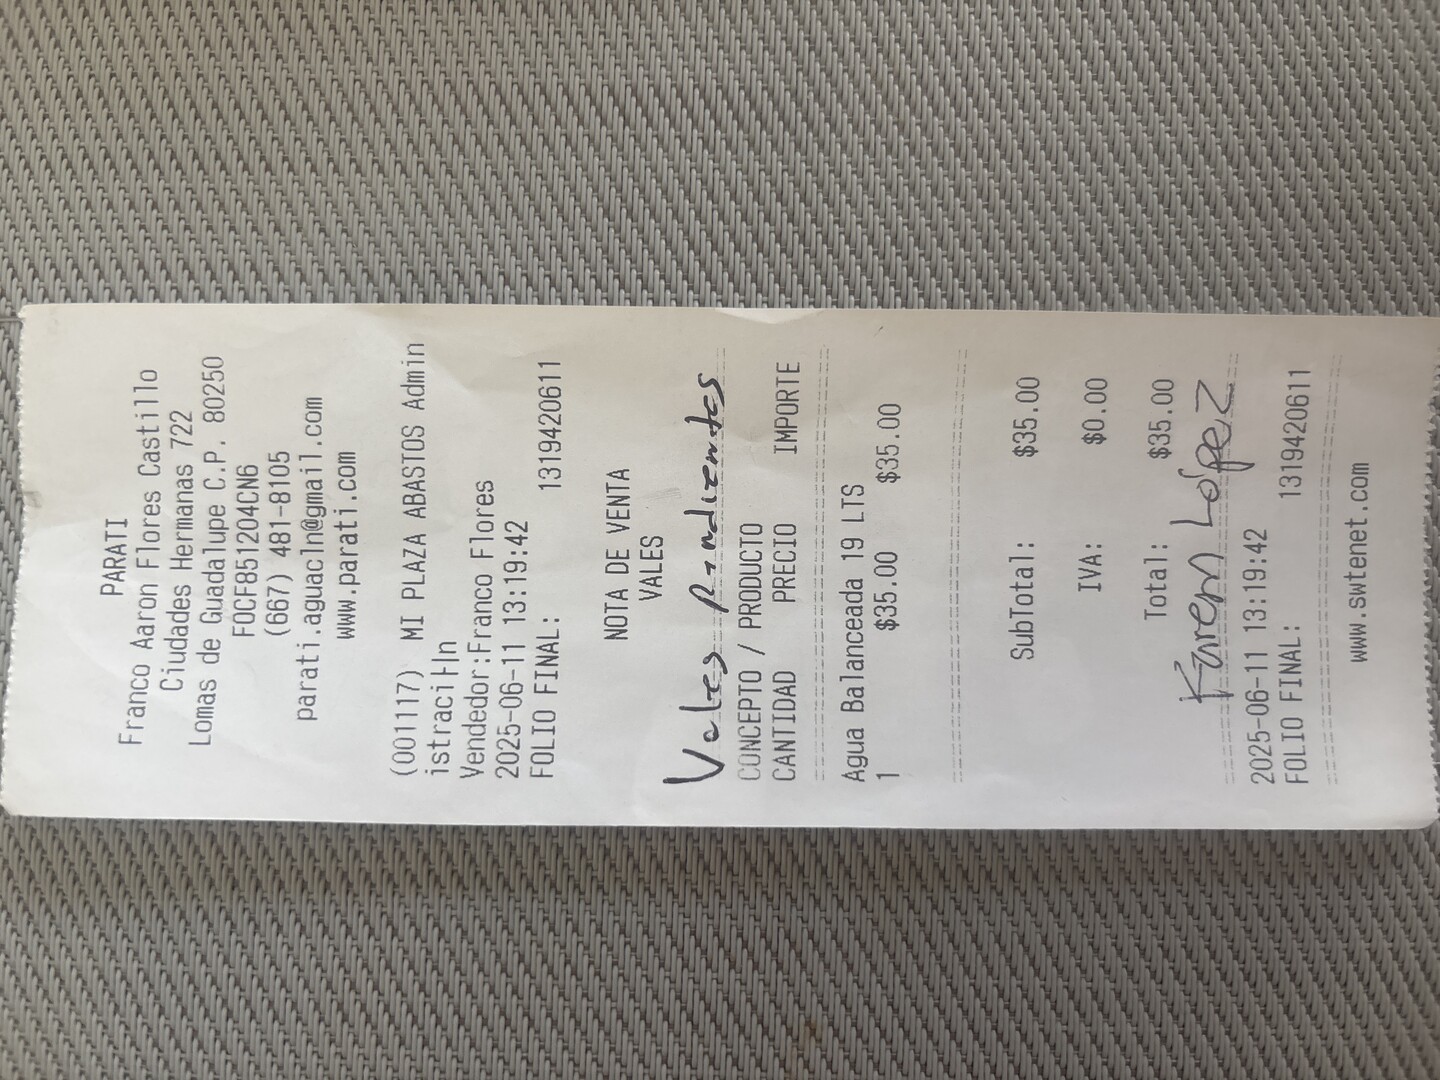 PARATI
Franco Aaron Flores Castillo
Ciudades Hermanas 722
Lomas de Guadalupe C.P. 80250
FOCF851204CN6
(667) 481-8105
parati.aguacln@gmail.com
www.parati.com
(001117) MI PLAZA ABASTOS Admin
istraci├│n
Vendedor:Franco Flores
2025-06-11 13:19:42
FOLIO FINAL: 1319420611
NOTA DE VENTA
VALES
Vales Pendientes
CONCEPTO / PRODUCTO
CANTIDAD PRECIO IMPORTE
Agua Balanceada 19 LTS
1 $35.00 $35.00
SubTotal: $35.00
IVA: $0.00
Total: $35.00
Karem López
2025-06-11 13:19:42
FOLIO FINAL: 1319420611
www.swtenet.com